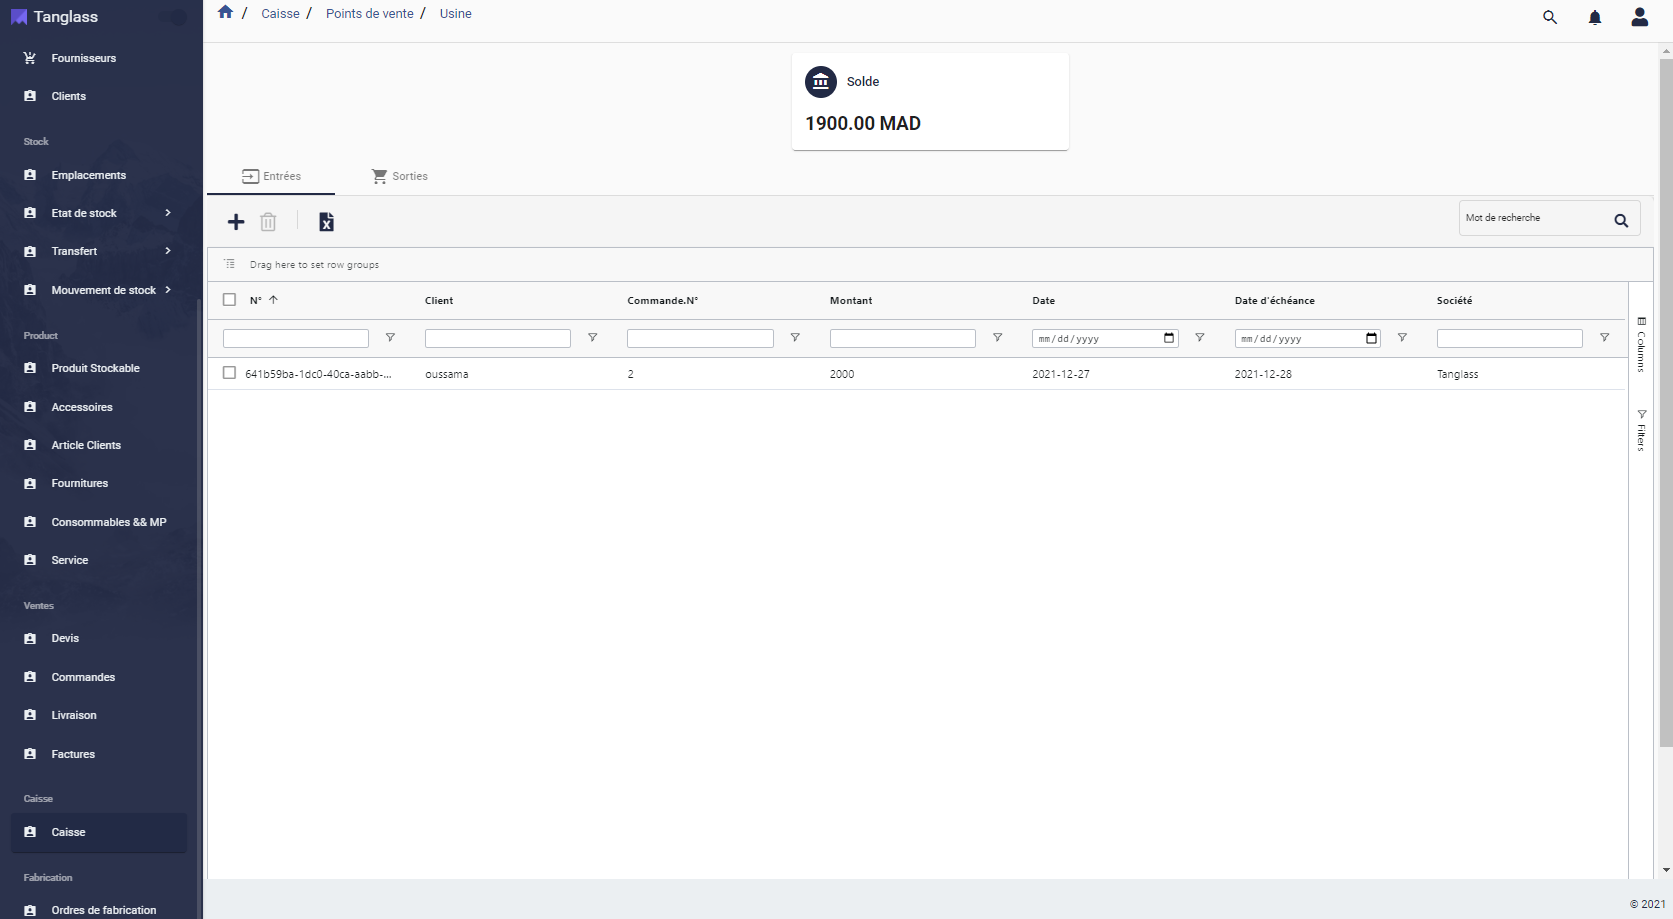 Tanglass
Fournisseurs
Clients
Stock
Emplacements
Etat de stock
Transfert
Mouvement de stock
Product
Produit Stockable
Accessoires
Article Clients
Fournitures
Consommables && MP
Service
Ventes
Devis
Commandes
Livraison
Factures
Caisse
Caisse
Fabrication
Ordres de fabrication
/ Caisse / Points de vente / Usine
Solde
1900.00 MAD
Entrées Sorties
Mot de recherche
Drag here to set row groups
N° Client Commande.N° Montant Date Date d'échéance Société
mm/dd/yyyy mm/dd/yyyy
641b59ba-1dc0-40ca-aabb-... oussama 2 2000 2021-12-27 2021-12-28 Tanglass
Columns
Filters
© 2021